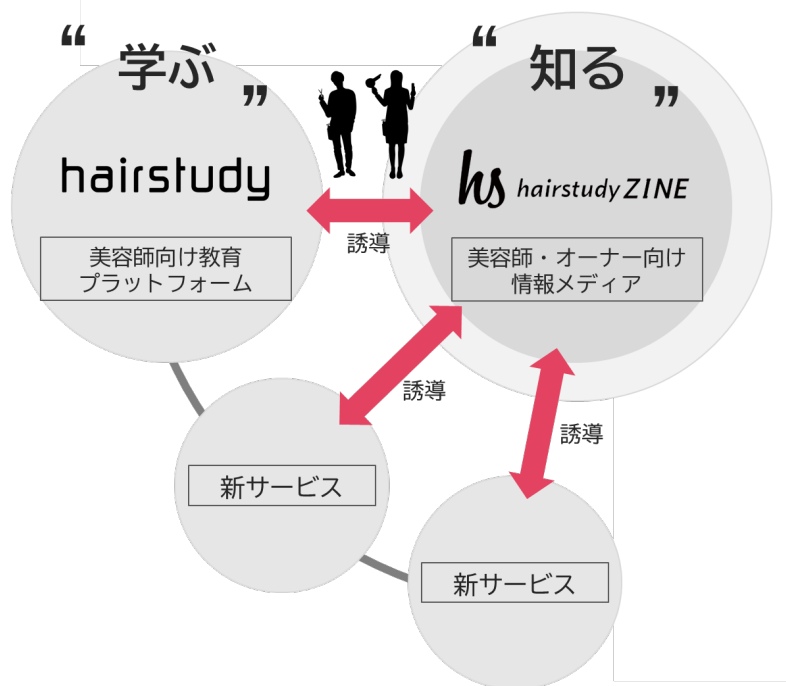 “ 学ぶ ”
“ 知る ”
hairstudy
hs hairstudy ZINE
美容師向け教育
プラットフォーム
誘導
美容師・オーナー向け
情報メディア
誘導
誘導
新サービス
新サービス